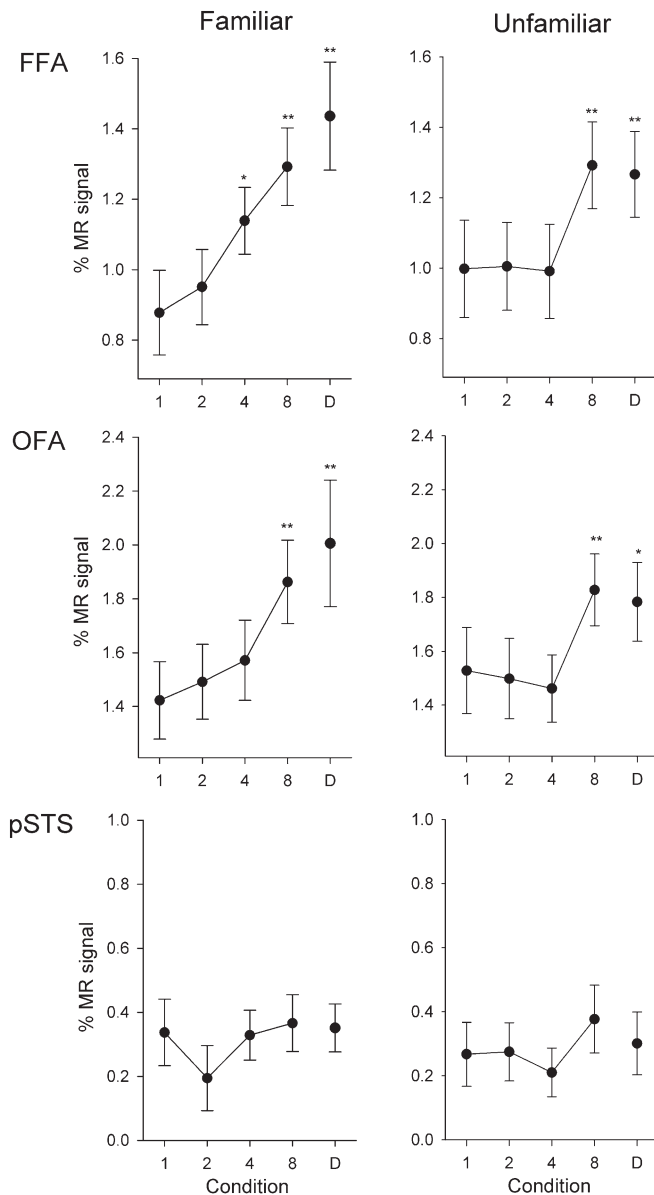 Familiar Unfamiliar
FFA
1.6 ** 1.6
1.4 ** 1.4 ** **
% MR signal 1.2 * 1.2
1.0 1.0
0.8 0.8
1 2 4 8 D 1 2 4 8 D
OFA
2.4 2.4
2.2 ** 2.2
2.0 ** 2.0 ** *
% MR signal 1.8 1.8
1.6 1.6
1.4 1.4
1 2 4 8 D 1 2 4 8 D
pSTS
1.0 1.0
0.8 0.8
% MR signal 0.6 0.6
0.4 0.4
0.2 0.2
0.0 0.0
1 2 4 8 D 1 2 4 8 D
Condition Condition